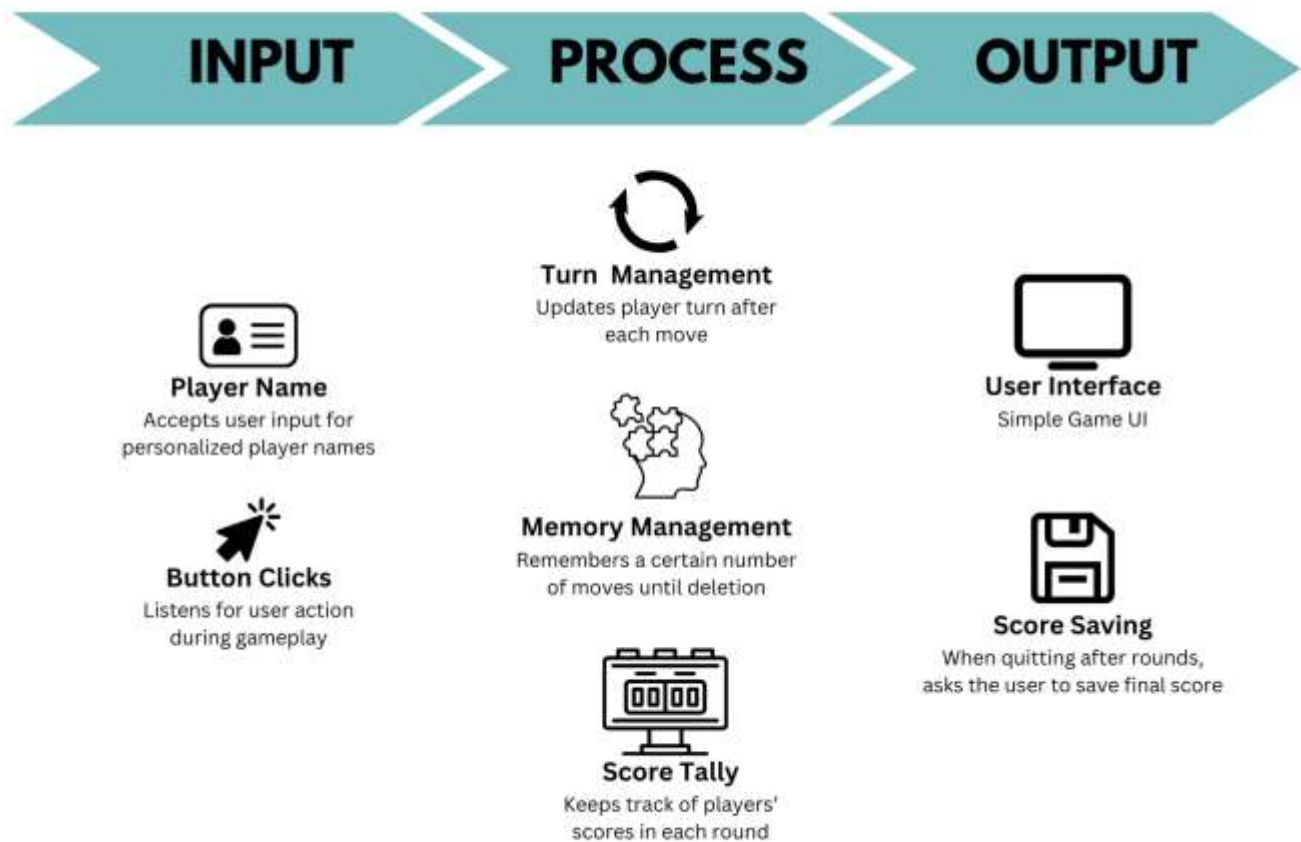 INPUT
PROCESS
OUTPUT
Player Name
Accepts user input for
personalized player names
Button Clicks
Listens for user action
during gameplay
Turn Management
Updates player turn after
each move
Memory Management
Remembers a certain number
of moves until deletion
00 00
Score Tally
Keeps track of players'
scores in each round
User Interface
Simple Game UI
Score Saving
When quitting after rounds,
asks the user to save final score